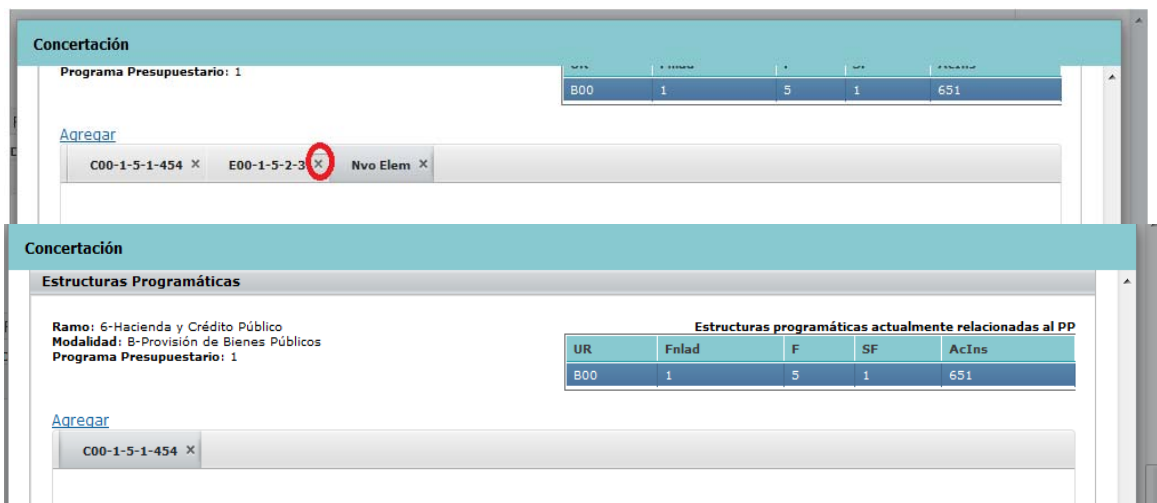 Concertación
Programa Presupuestario: 1
B00 1 5 1 651
Agregar
C00-1-5-1-454 × E00-1-5-2-3 × Nvo Elem ×
Concertación
Estructuras Programáticas
Ramo: 6-Hacienda y Crédito Público
Modalidad: B-Provisión de Bienes Públicos
Programa Presupuestario: 1
Estructuras programáticas actualmente relacionadas al PP
UR Fnlad F SF AcIns
B00 1 5 1 651
Agregar
C00-1-5-1-454 ×